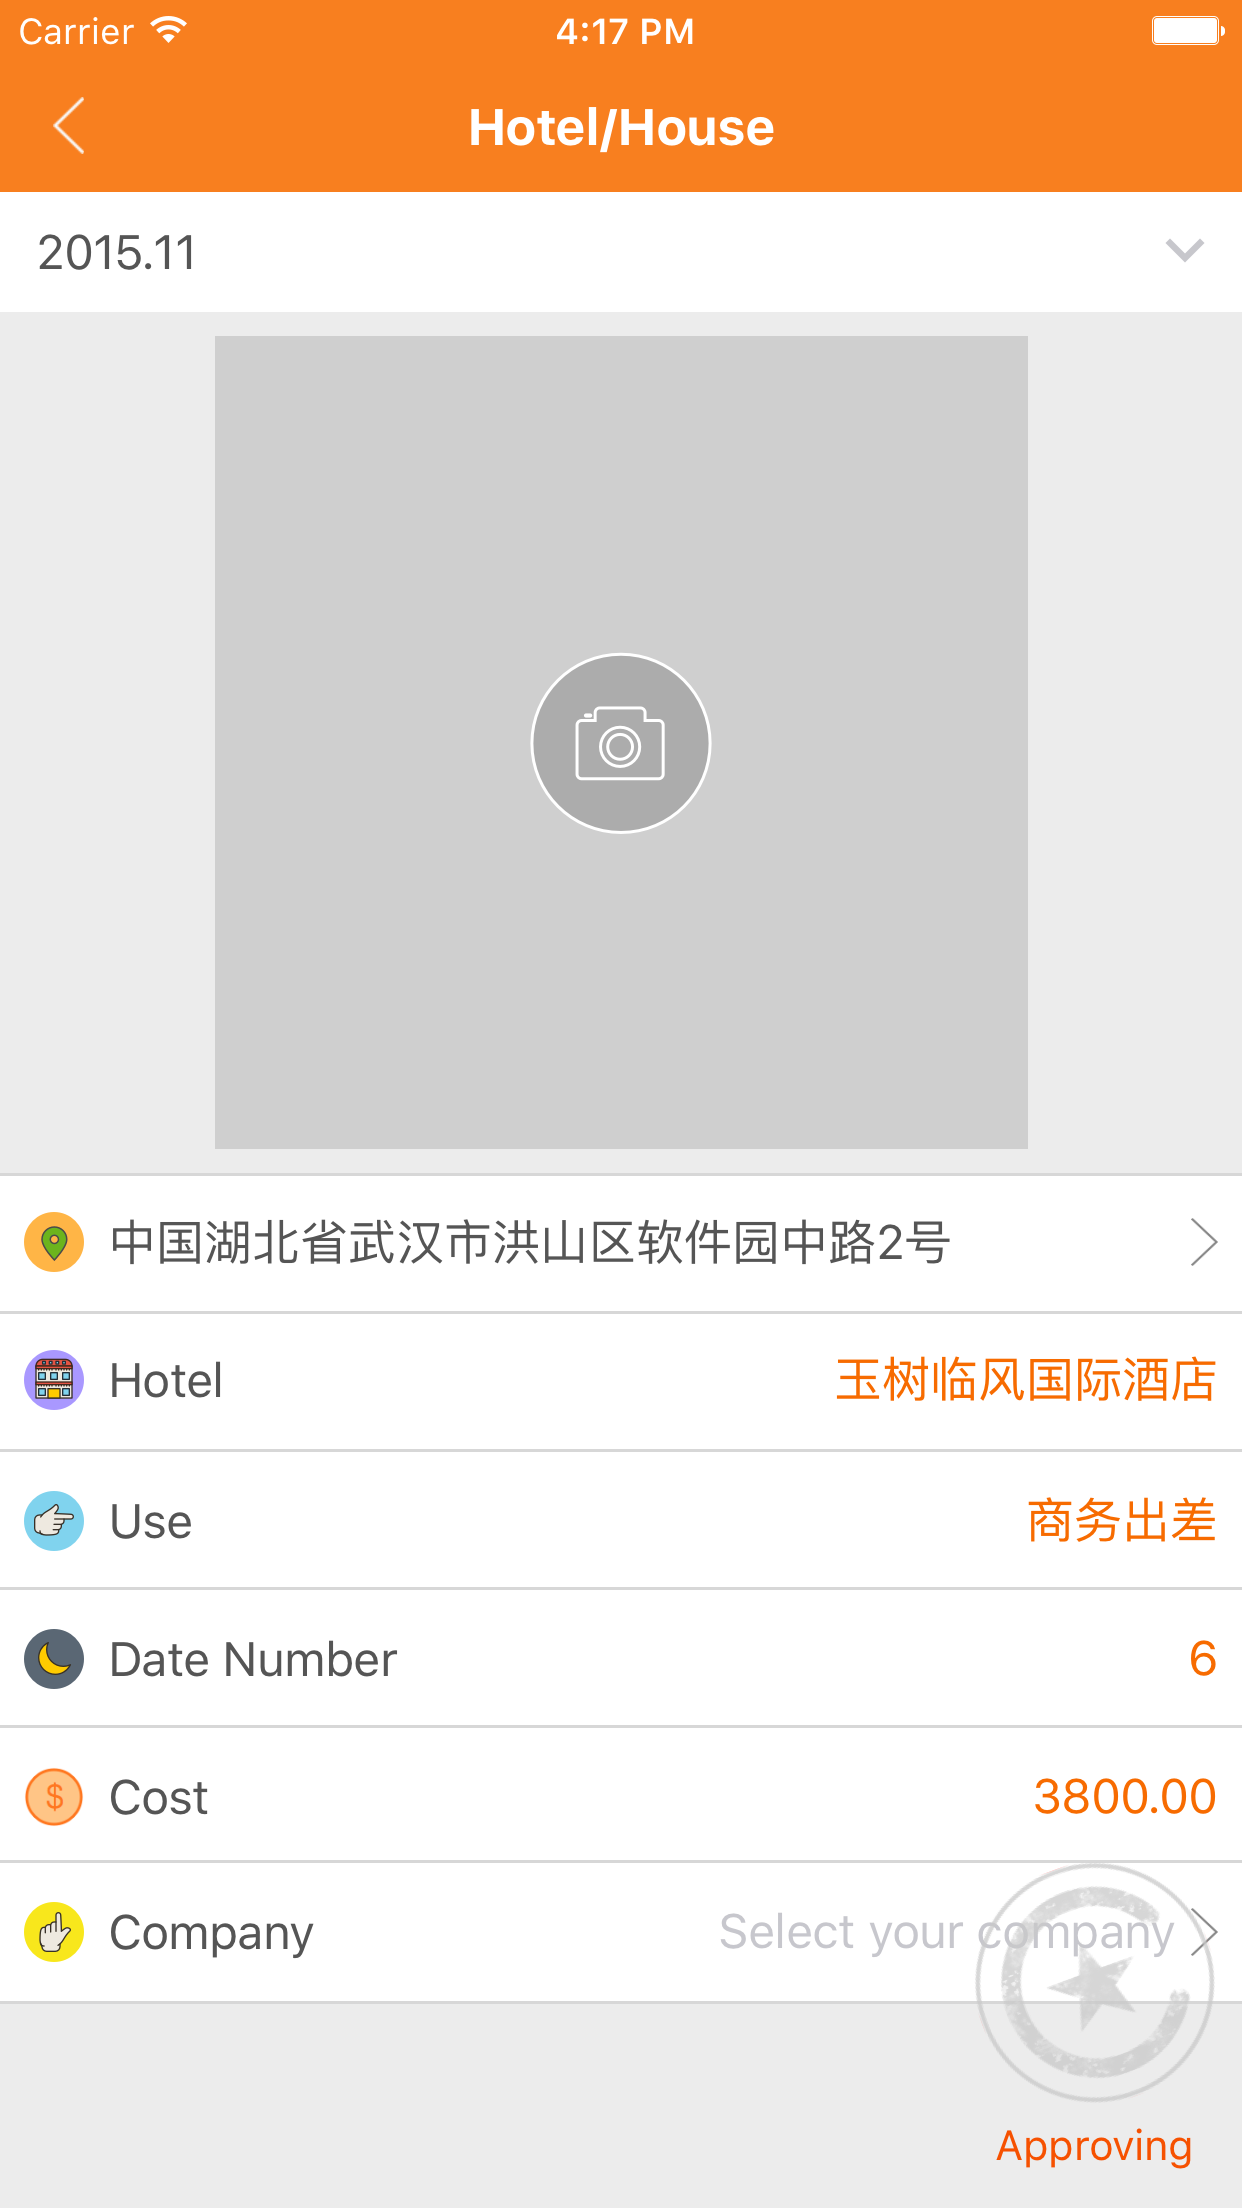 Carrier 4:17 PM
Hotel/House
2015.11
中国湖北省武汉市洪山区软件园中路2号
Hotel 玉树临风国际酒店
Use 商务出差
Date Number 6
$ Cost 3800.00
Company Select your company
Approving